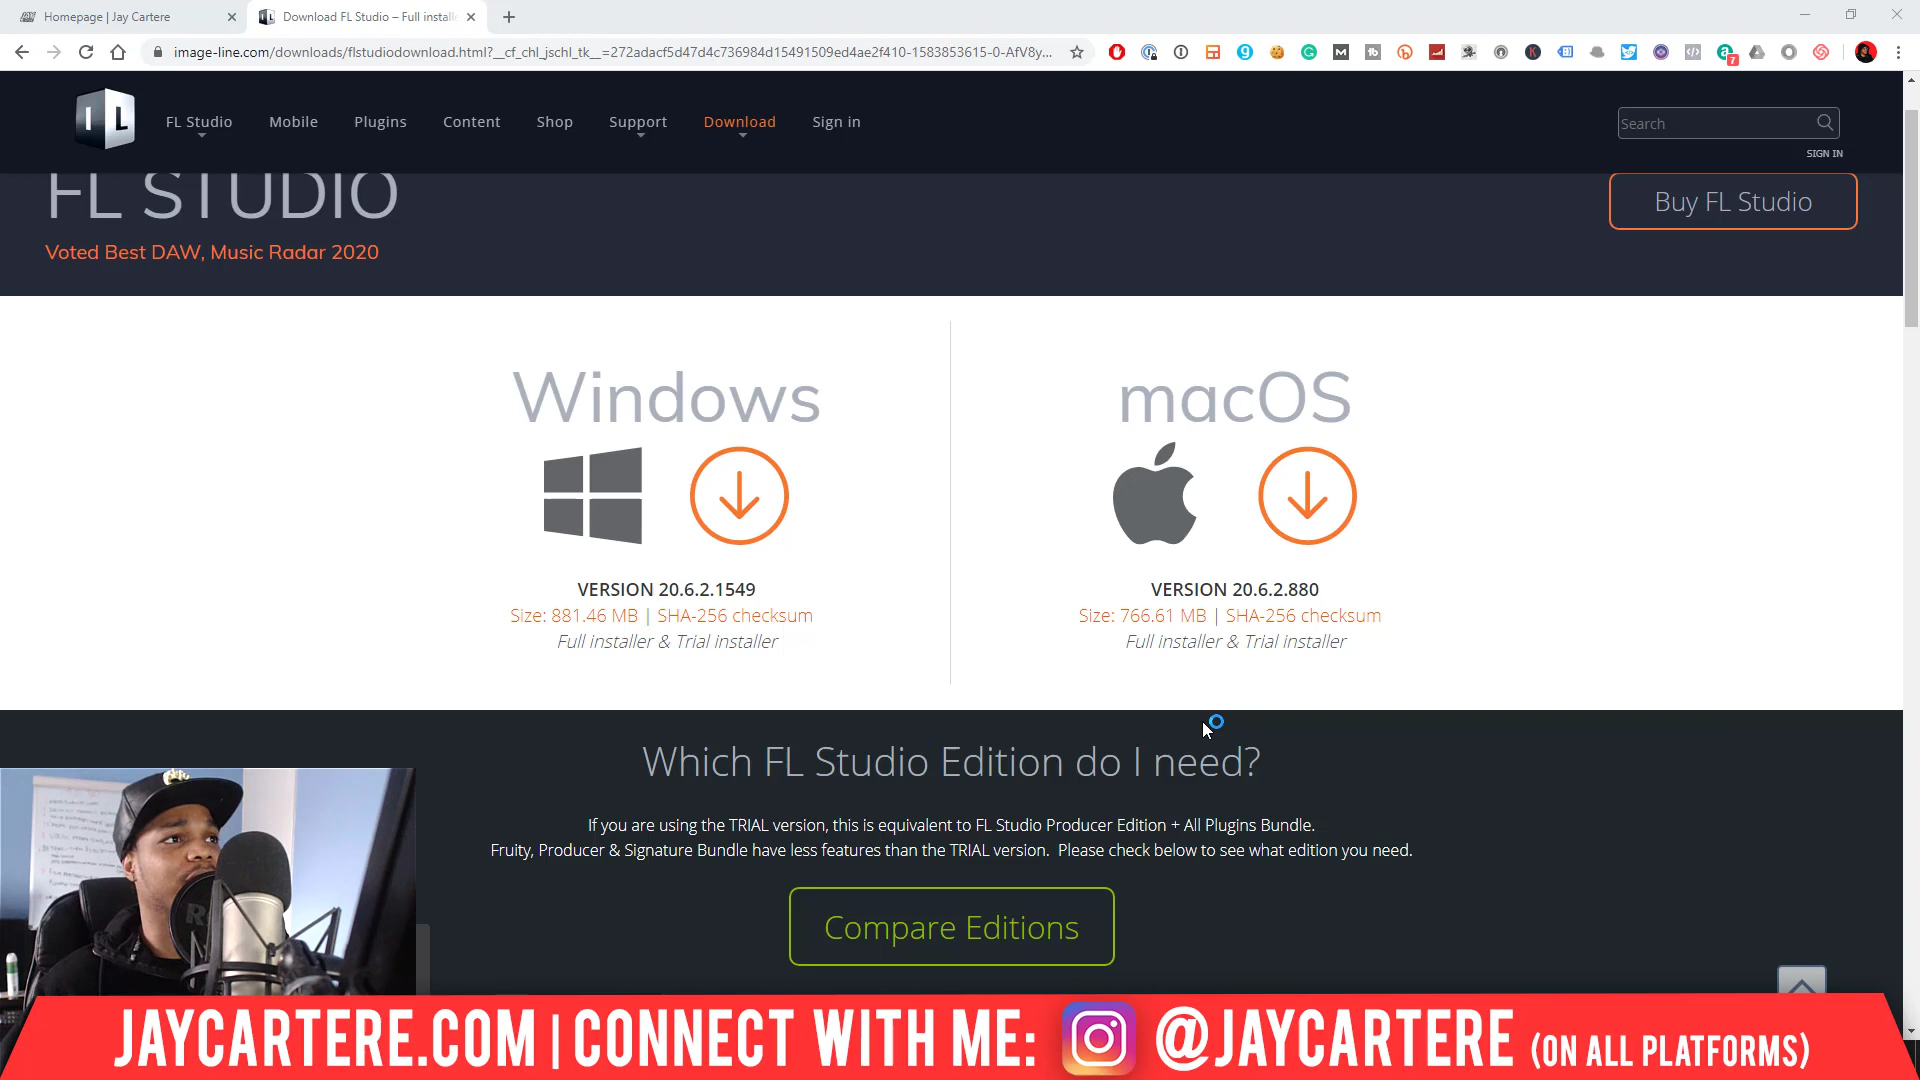 Homepage | Jay Cartere
Download FL Studio – Full installe
image-line.com/downloads/flstudiodownload.html?__cf_chl_jschl_tk__=272adacf5d47d4c736984d15491509ed4ae2f410-1583853615-0-AfV8y...
7
IL
FL Studio
Mobile
Plugins
Content
Shop
Support
Download
Sign in
Search
SIGN IN
FL STUDIO
Buy FL Studio
Voted Best DAW, Music Radar 2020
Windows
VERSION 20.6.2.1549
Size: 881.46 MB | SHA-256 checksum
Full installer & Trial installer
macOS
VERSION 20.6.2.880
Size: 766.61 MB | SHA-256 checksum
Full installer & Trial installer
Which FL Studio Edition do I need?
If you are using the TRIAL version, this is equivalent to FL Studio Producer Edition + All Plugins Bundle.
Fruity, Producer & Signature Bundle have less features than the TRIAL version. Please check below to see what edition you need.
Compare Editions
JAYCARTERE.COM | CONNECT WITH ME: @JAYCARTERE (ON ALL PLATFORMS)